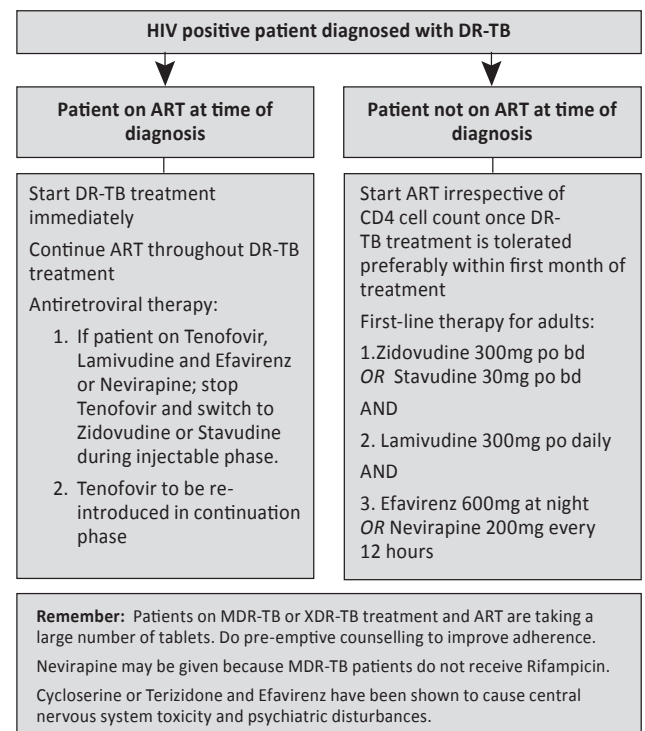 HIV positive patient diagnosed with DR-TB
Patient on ART at time of
diagnosis
Start DR-TB treatment
immediately
Continue ART throughout DR-TB
treatment
Antiretroviral therapy:
1. If patient on Tenofovir,
Lamivudine and Efavirenz
or Nevirapine; stop
Tenofovir and switch to
Zidovudine or Stavudine
during injectable phase.
2. Tenofovir to be re-
introduced in continuation
phase
Patient not on ART at time of
diagnosis
Start ART irrespective of
CD4 cell count once DR-
TB treatment is tolerated
preferably within first month of
treatment
First-line therapy for adults:
1.Zidovudine 300mg po bd
OR Stavudine 30mg po bd
AND
2. Lamivudine 300mg po daily
AND
3. Efavirenz 600mg at night
OR Nevirapine 200mg every
12 hours
Remember: Patients on MDR-TB or XDR-TB treatment and ART are taking a
large number of tablets. Do pre-emptive counselling to improve adherence.
Nevirapine may be given because MDR-TB patients do not receive Rifampicin.
Cycloserine or Terizidone and Efavirenz have been shown to cause central
nervous system toxicity and psychiatric disturbances.